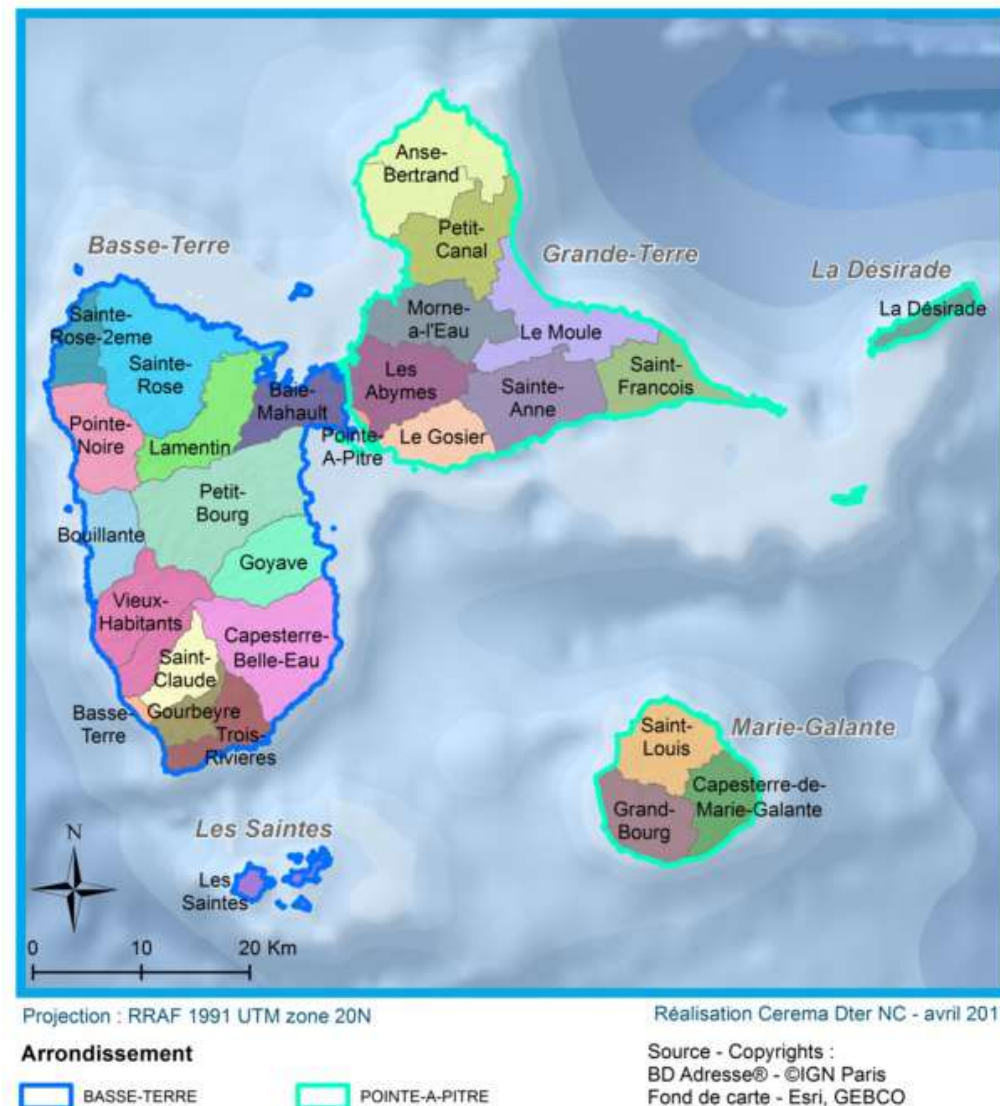 Anse-
Bertrand
Petit-
Canal
Basse-Terre
Grande-Terre
La Désirade
La Désirade
Sainte-
Rose-2eme
Sainte-
Rose
Morne-
a-l'Eau
Le Moule
Les
Abymes
Sainte-
Anne
Saint-
Francois
Baie-
Mahault
Pointe-
Noire
Lamentin
Pointe-
A-Pitre
Le Gosier
Petit-
Bourg
Bouillante
Goyave
Vieux-
Habitants
Capesterre-
Belle-Eau
Saint-
Claude
Basse-
Terre
Gourbeyre
Trois-
Rivieres
Saint-
Louis
Marie-Galante
Capesterre-de-
Marie-Galante
Grand-
Bourg
Les Saintes
Les
Saintes
N
0 10 20 Km
Projection : RRAF 1991 UTM zone 20N
Réalisation Cerema Dter NC - avril 201
Arrondissement
BASSE-TERRE
POINTE-A-PITRE
Source - Copyrights :
BD Adresse® - ©IGN Paris
Fond de carte - Esri, GEBCO